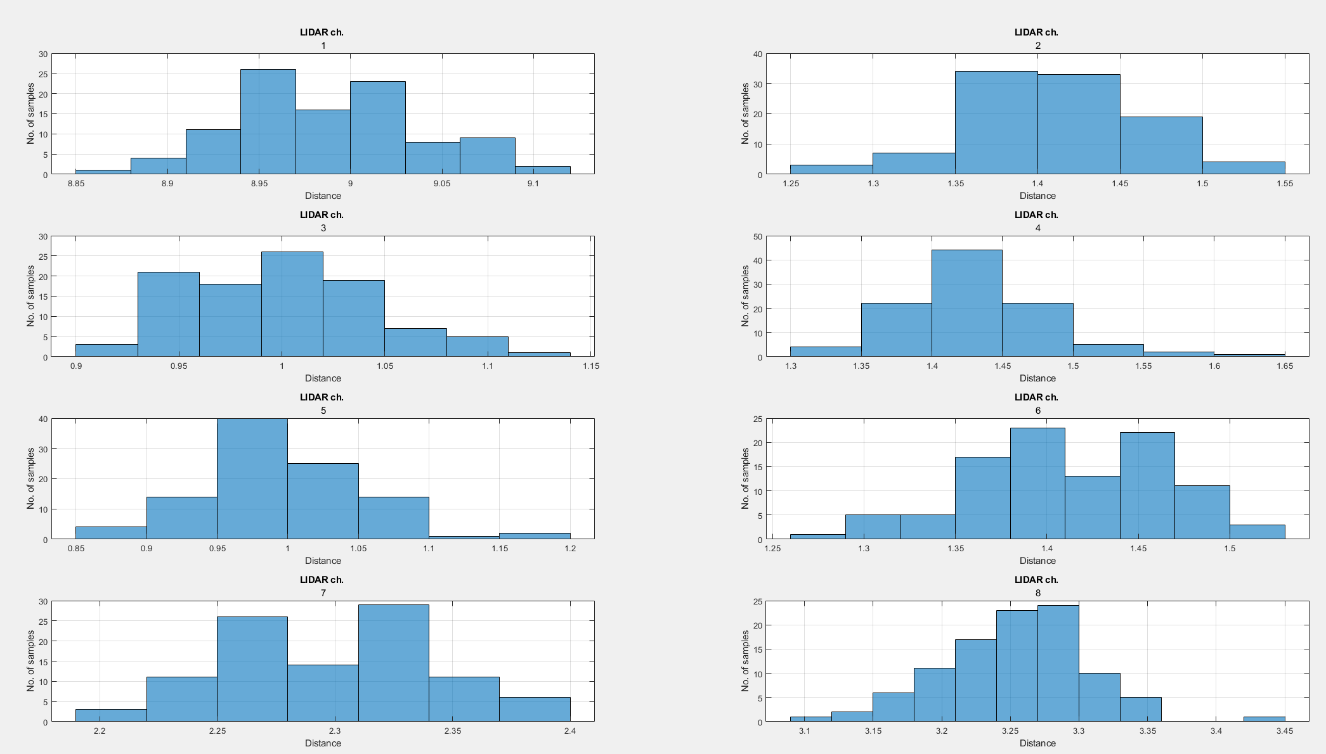 LIDAR ch.
1
30
25
20
15
10
5
0
No. of samples
8.85 8.9 8.95 9 9.05 9.1
Distance
LIDAR ch.
2
40
30
20
10
0
No. of samples
1.25 1.3 1.35 1.4 1.45 1.5 1.55
Distance
LIDAR ch.
3
30
25
20
15
10
5
0
No. of samples
0.9 0.95 1 1.05 1.1 1.15
Distance
LIDAR ch.
4
50
40
30
20
10
0
No. of samples
1.3 1.35 1.4 1.45 1.5 1.55 1.6 1.65
Distance
LIDAR ch.
5
40
30
20
10
0
No. of samples
0.85 0.9 0.95 1 1.05 1.1 1.15 1.2
Distance
LIDAR ch.
6
25
20
15
10
5
0
No. of samples
1.25 1.3 1.35 1.4 1.45 1.5
Distance
LIDAR ch.
7
30
25
20
15
10
5
0
No. of samples
2.2 2.25 2.3 2.35 2.4
Distance
LIDAR ch.
8
25
20
15
10
5
0
No. of samples
3.1 3.15 3.2 3.25 3.3 3.35 3.4 3.45
Distance